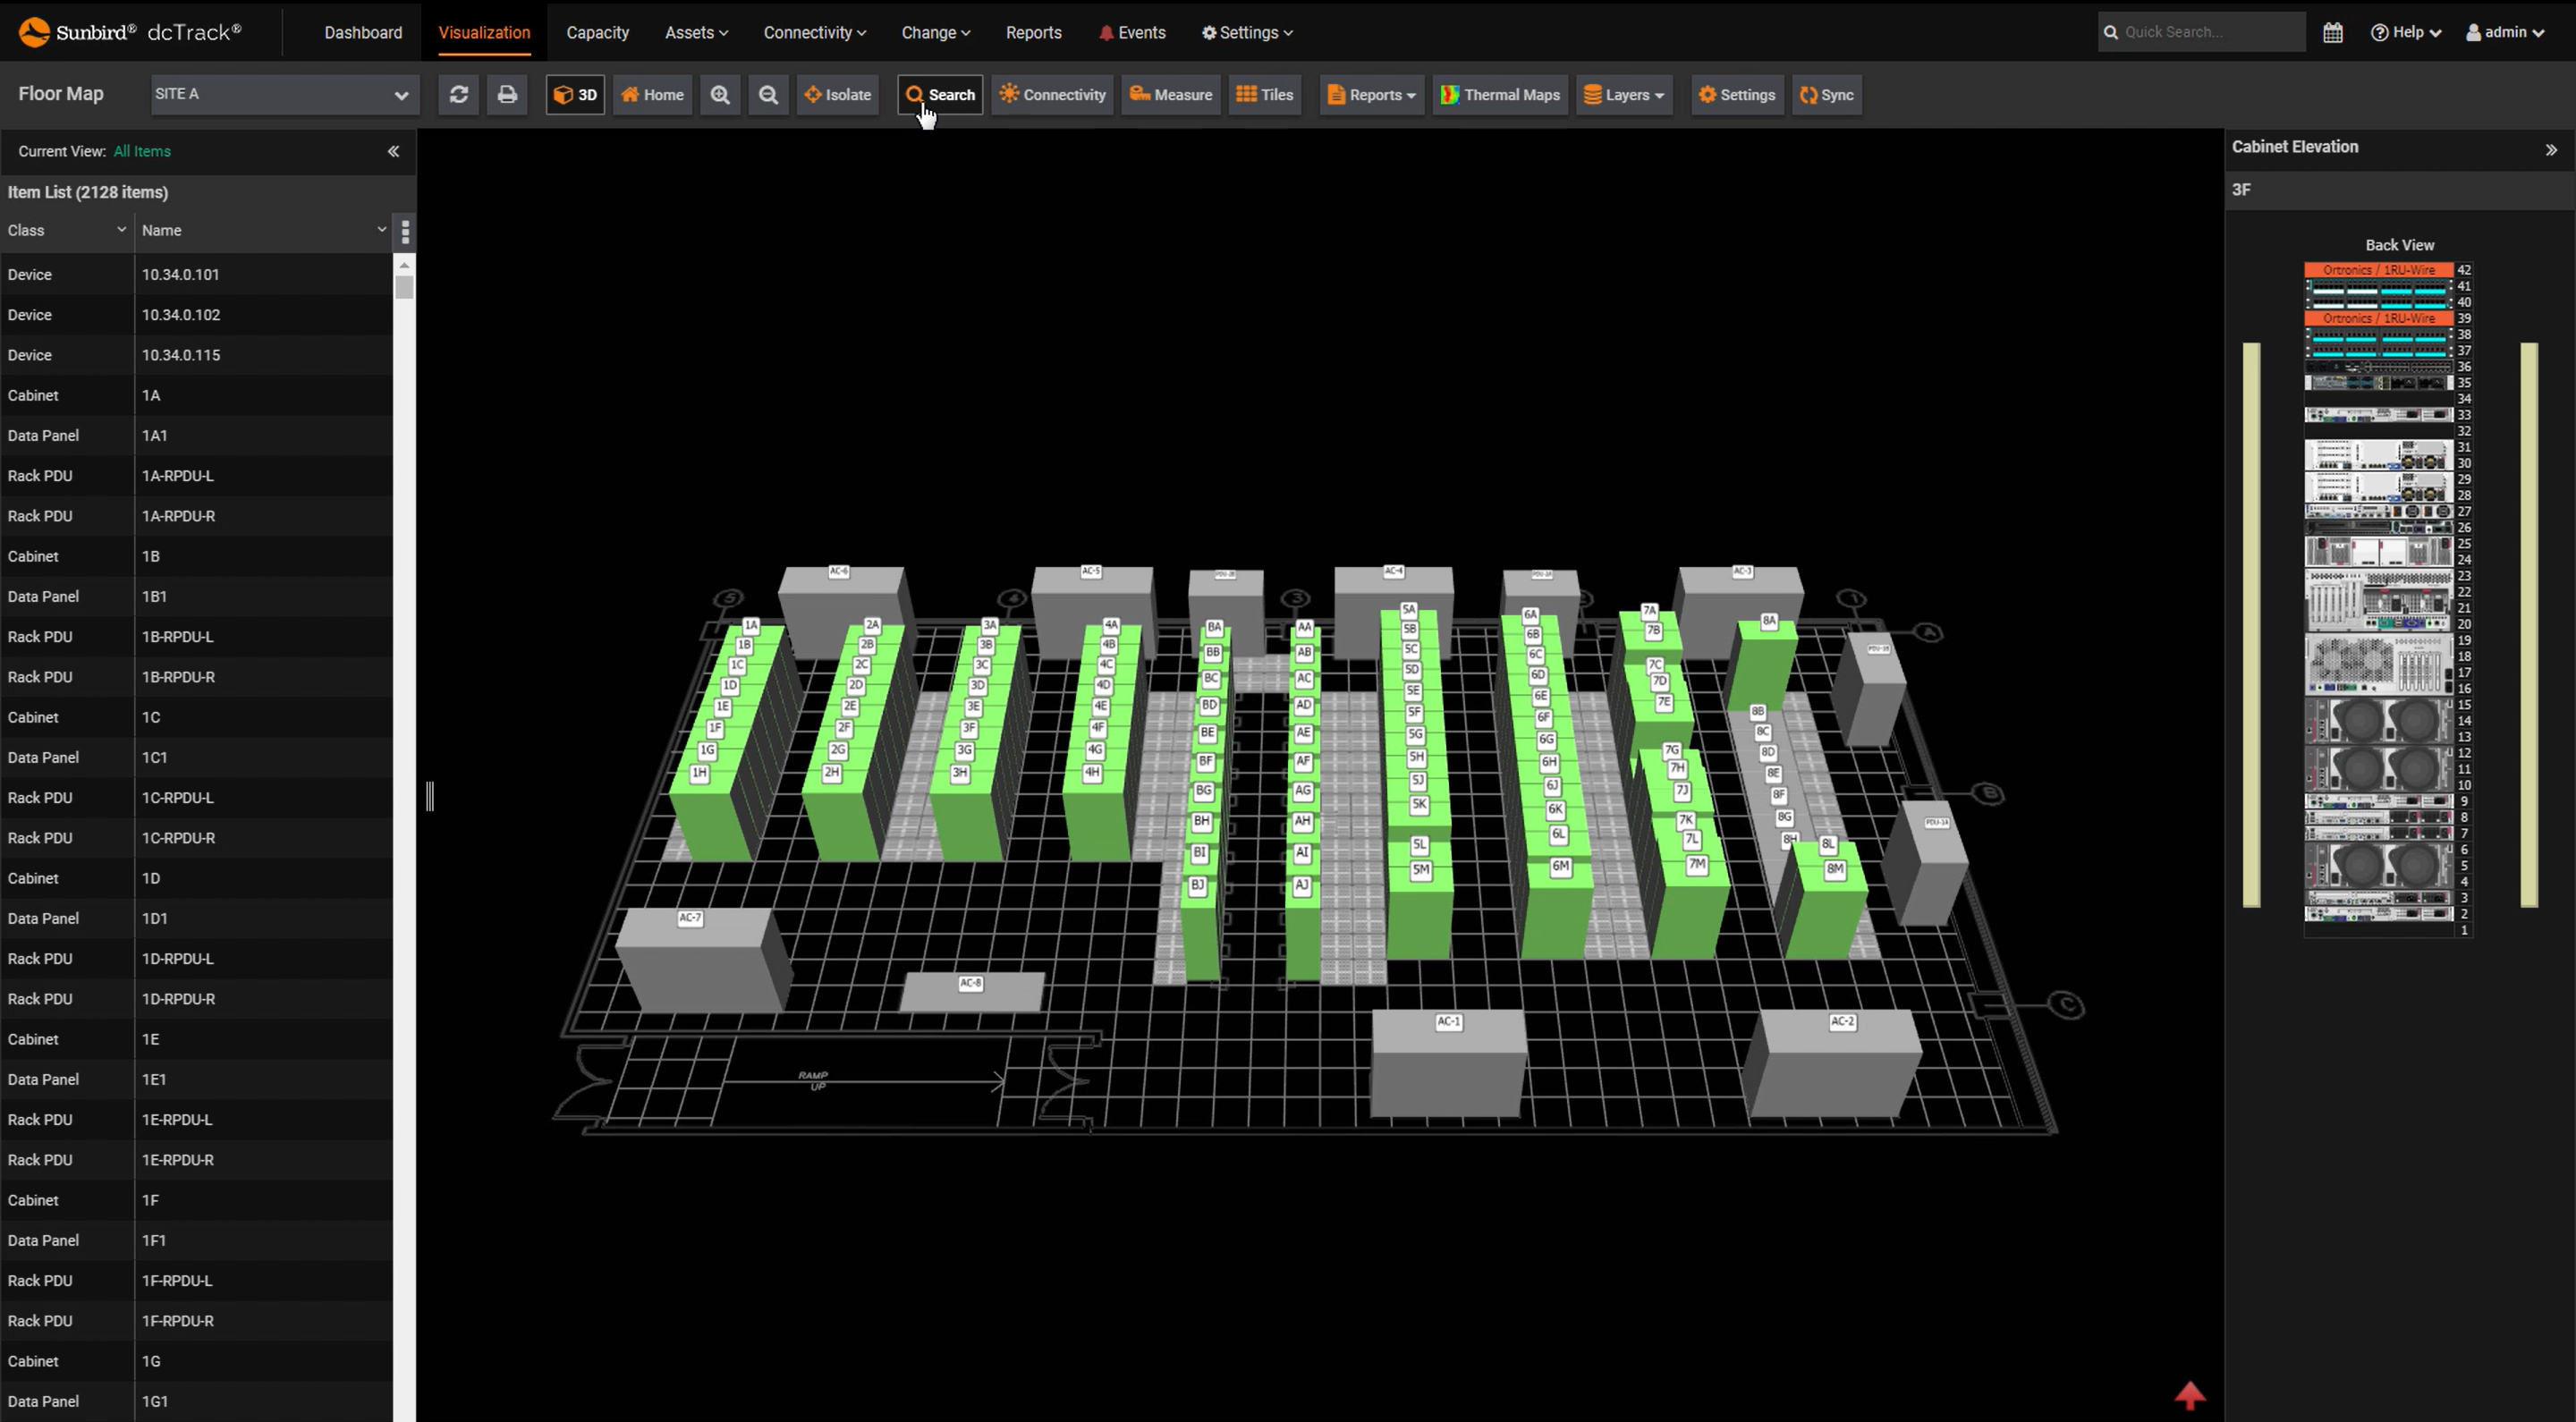 Sunbird® dcTrack®
Dashboard
Visualization
Capacity
Assets
Connectivity
Change
Reports
Events
Settings
Quick Search...
Help
admin
Floor Map
SITE A
3D
Home
Isolate
Search
Connectivity
Measure
Tiles
Reports
Thermal Maps
Layers
Settings
Sync
Current View: All Items
Item List (2128 items)
Class Name
Device 10.34.0.101
Device 10.34.0.102
Device 10.34.0.115
Cabinet 1A
Data Panel 1A1
Rack PDU 1A-RPDU-L
Rack PDU 1A-RPDU-R
Cabinet 1B
Data Panel 1B1
Rack PDU 1B-RPDU-L
Rack PDU 1B-RPDU-R
Cabinet 1C
Data Panel 1C1
Rack PDU 1C-RPDU-L
Rack PDU 1C-RPDU-R
Cabinet 1D
Data Panel 1D1
Rack PDU 1D-RPDU-L
Rack PDU 1D-RPDU-R
Cabinet 1E
Data Panel 1E1
Rack PDU 1E-RPDU-L
Rack PDU 1E-RPDU-R
Cabinet 1F
Data Panel 1F1
Rack PDU 1F-RPDU-L
Rack PDU 1F-RPDU-R
Cabinet 1G
Data Panel 1G1
AC-6
AC-5
AC-4
AC-3
5
4
3
1
A
B
C
1A
1B
1C
1D
1E
1F
1G
1H
2A
2B
2C
2D
2E
2F
2G
2H
3A
3B
3C
3D
3E
3F
3G
3H
4A
4B
4C
4D
4E
4F
4G
4H
BA
BB
BC
BD
BE
BF
BG
BH
BI
BJ
AA
AB
AC
AD
AE
AF
AG
AH
AI
AJ
5A
5B
5C
5D
5E
5F
5G
5H
5J
5K
5L
5M
6A
6B
6C
6D
6E
6F
6G
6H
6J
6K
6L
6M
7A
7B
7C
7D
7E
7G
7H
7J
7K
7L
7M
8A
8B
8C
8D
8E
8F
8G
8H
8L
8M
PDU-1B
PDU-1A
AC-7
AC-8
AC-1
AC-2
RAMP
UP
Cabinet Elevation
3F
Back View
Ortronics / 1RU-Wire 42
41
40
Ortronics / 1RU-Wire 39
38
37
36
35
34
33
32
31
30
29
28
27
26
25
24
23
22
21
20
19
18
17
16
15
14
13
12
11
10
9
8
7
6
5
4
3
2
1